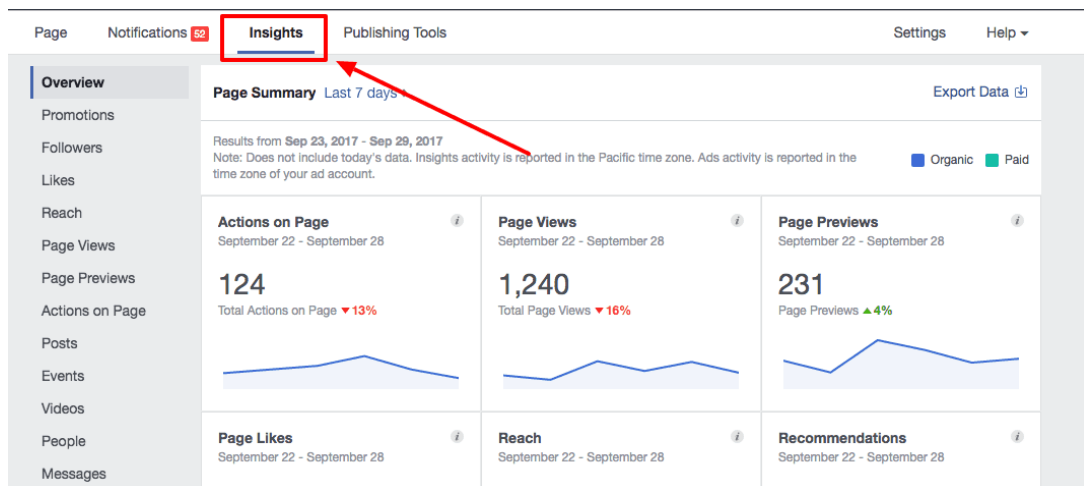 Page Notifications 52 Insights Publishing Tools Settings Help
Overview
Promotions
Followers
Likes
Reach
Page Views
Page Previews
Actions on Page
Posts
Events
Videos
People
Messages
Page Summary Last 7 days
Export Data
Results from Sep 23, 2017 - Sep 29, 2017
Note: Does not include today's data. Insights activity is reported in the Pacific time zone. Ads activity is reported in the
time zone of your ad account.
Organic Paid
Actions on Page
September 22 - September 28
124
Total Actions on Page ▼13%
Page Views
September 22 - September 28
1,240
Total Page Views ▼16%
Page Previews
September 22 - September 28
231
Page Previews ▲4%
Page Likes
September 22 - September 28
Reach
September 22 - September 28
Recommendations
September 22 - September 28